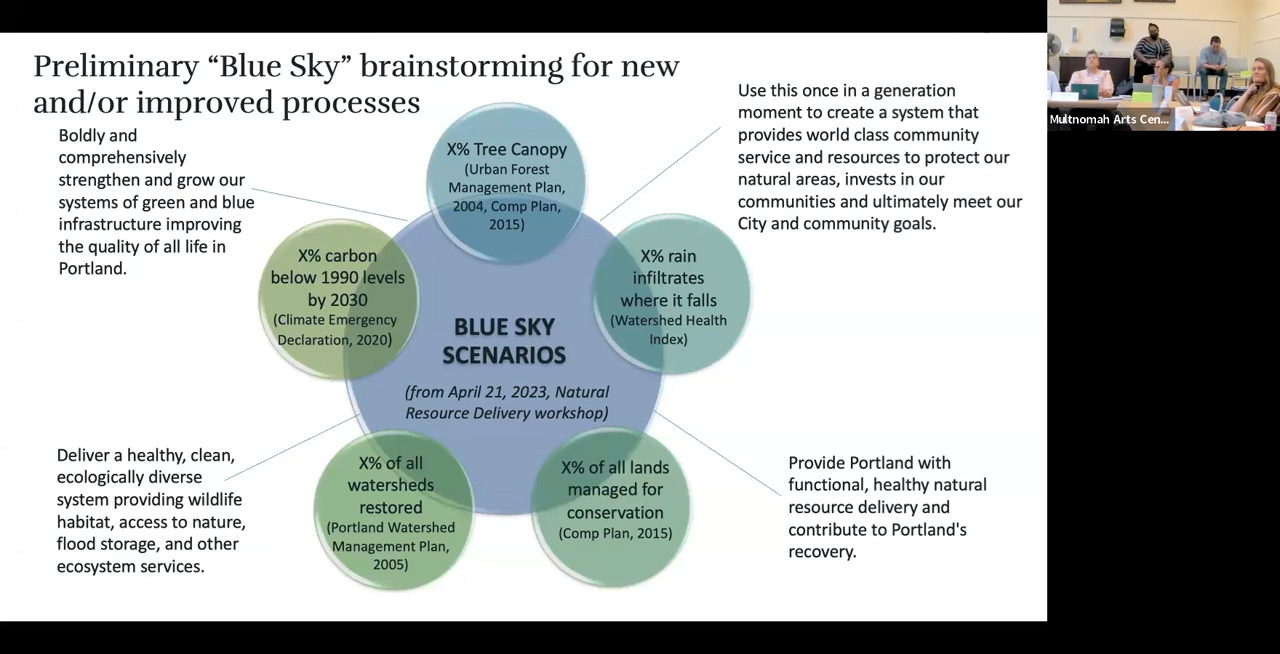 Preliminary “Blue Sky” brainstorming for new
and/or improved processes
Boldly and
comprehensively
strengthen and grow our
systems of green and blue
infrastructure improving
the quality of all life in
Portland.
X% Tree Canopy
(Urban Forest
Management Plan,
2004, Comp Plan,
2015)
Use this once in a generation
moment to create a system that
provides world class community
service and resources to protect our
natural areas, invests in our
communities and ultimately meet our
City and community goals.
X% carbon
below 1990 levels
by 2030
(Climate Emergency
Declaration, 2020)
X% rain
infiltrates
where it falls
(Watershed Health
Index)
BLUE SKY
SCENARIOS
(from April 21, 2023, Natural
Resource Delivery workshop)
Deliver a healthy, clean,
ecologically diverse
system providing wildlife
habitat, access to nature,
flood storage, and other
ecosystem services.
X% of all
watersheds
restored
(Portland Watershed
Management Plan,
2005)
X% of all lands
managed for
conservation
(Comp Plan, 2015)
Provide Portland with
functional, healthy natural
resource delivery and
contribute to Portland's
recovery.
Multnomah Arts Cen...